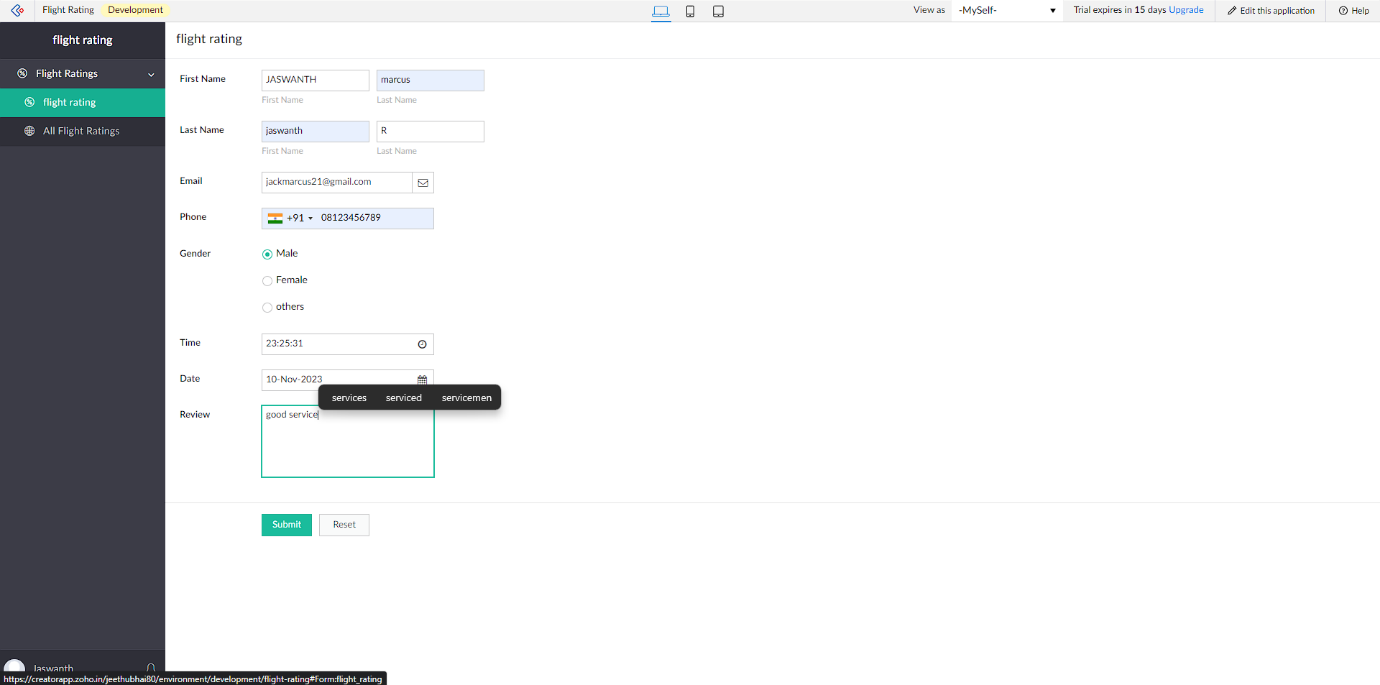 Flight Rating Development View as -MySelf- Trial expires in 15 days Upgrade Edit this application Help
flight rating
flight rating
Flight Ratings
flight rating
All Flight Ratings
First Name JASWANTH marcus
First Name Last Name
Last Name jaswanth R
First Name Last Name
Email jackmarcus21@gmail.com
Phone +91 08123456789
Gender Male
Female
others
Time 23:25:31
Date 10-Nov-2023
services serviced servicemen
Review good service
Submit Reset
Jaswanth
https://creatorapp.zoho.in/jeethubhai80/environment/development/flight-rating#Form:flight_rating